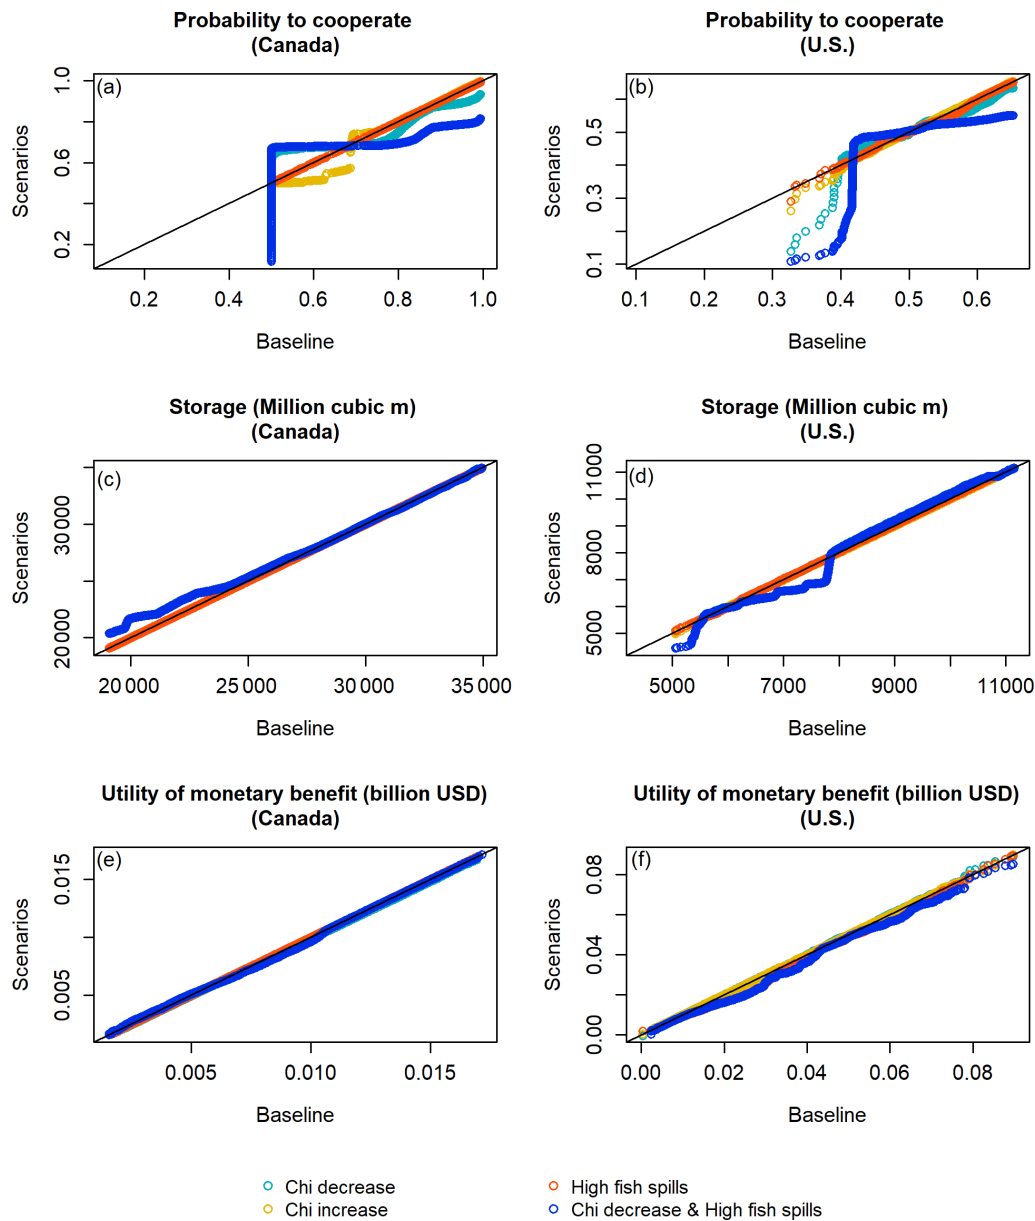 Probability to cooperate
(Canada)
(a)
Scenarios
1.0
0.6
0.2
0.2 0.4 0.6 0.8 1.0
Baseline
Probability to cooperate
(U.S.)
(b)
Scenarios
0.5
0.3
0.1
0.1 0.2 0.3 0.4 0.5 0.6
Baseline
Storage (Million cubic m)
(Canada)
(c)
Scenarios
30 000
20 000
20 000 25 000 30 000 35 000
Baseline
Storage (Million cubic m)
(U.S.)
(d)
Scenarios
11000
8000
5000
5000 7000 9000 11000
Baseline
Utility of monetary benefit (billion USD)
(Canada)
(e)
Scenarios
0.015
0.005
0.005 0.010 0.015
Baseline
Utility of monetary benefit (billion USD)
(U.S.)
(f)
Scenarios
0.08
0.04
0.00
0.00 0.02 0.04 0.06 0.08
Baseline
Chi decrease
Chi increase
High fish spills
Chi decrease & High fish spills